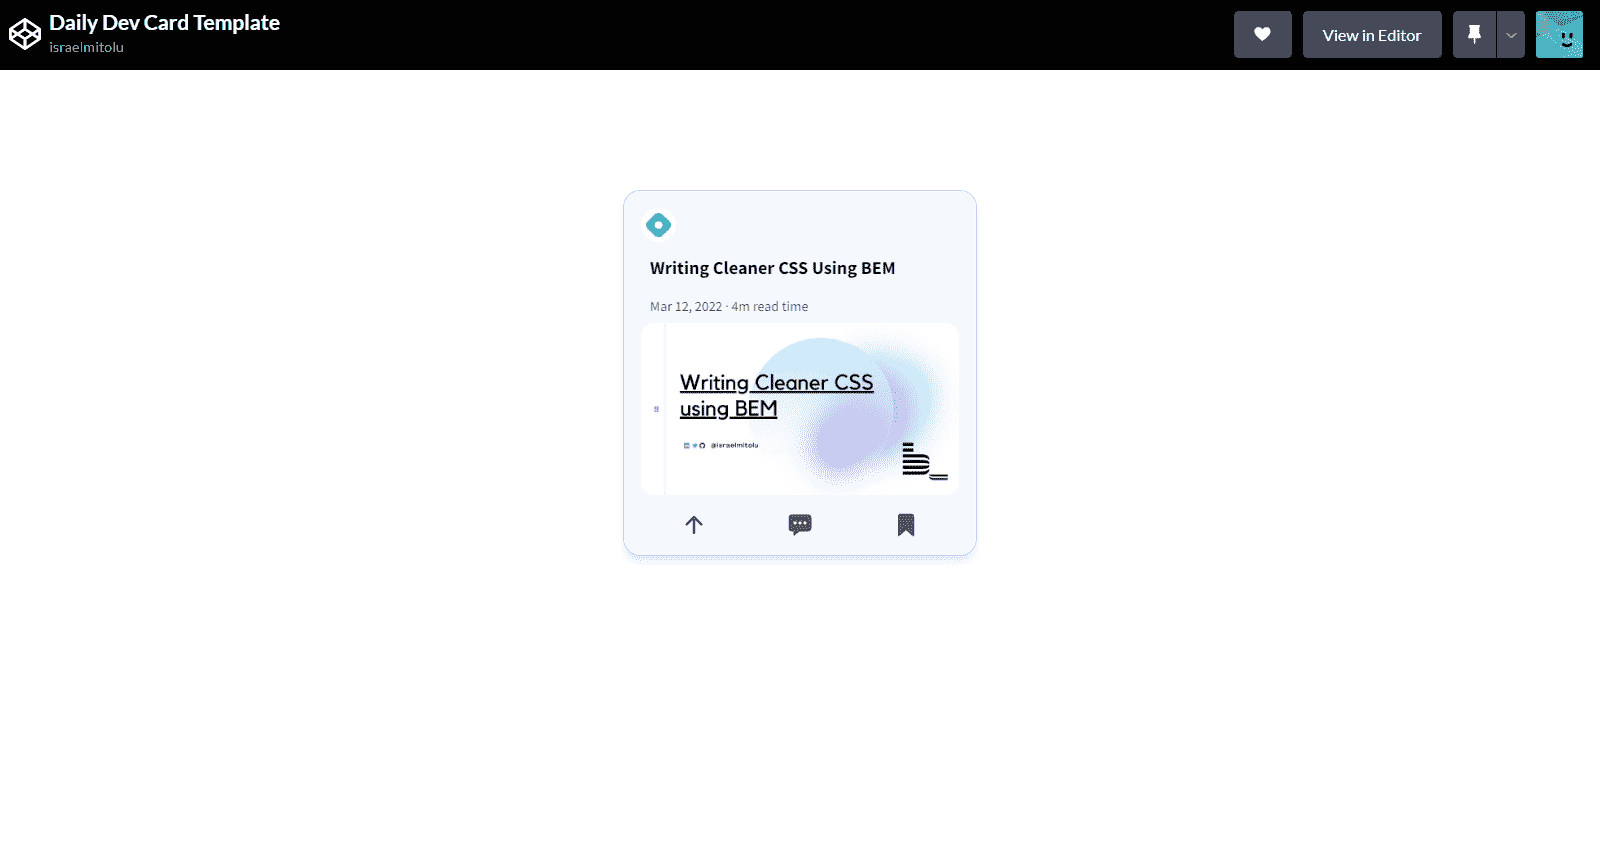 Daily Dev Card Template
israelmitolu
View in Editor
Writing Cleaner CSS Using BEM
Mar 12, 2022 · 4m read time
Writing Cleaner CSS
using BEM
@israelmitolu
b_